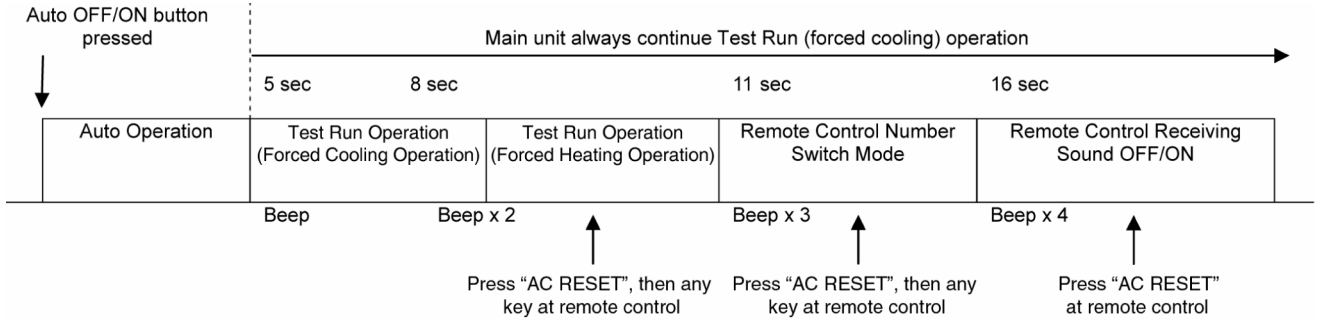 Auto OFF/ON button
pressed
Main unit always continue Test Run (forced cooling) operation
5 sec
8 sec
11 sec
16 sec
Auto Operation
Test Run Operation
(Forced Cooling Operation)
Test Run Operation
(Forced Heating Operation)
Remote Control Number
Switch Mode
Remote Control Receiving
Sound OFF/ON
Beep
Beep x 2
Beep x 3
Beep x 4
Press “AC RESET”, then any
key at remote control
Press “AC RESET”, then any
key at remote control
Press “AC RESET”
at remote control